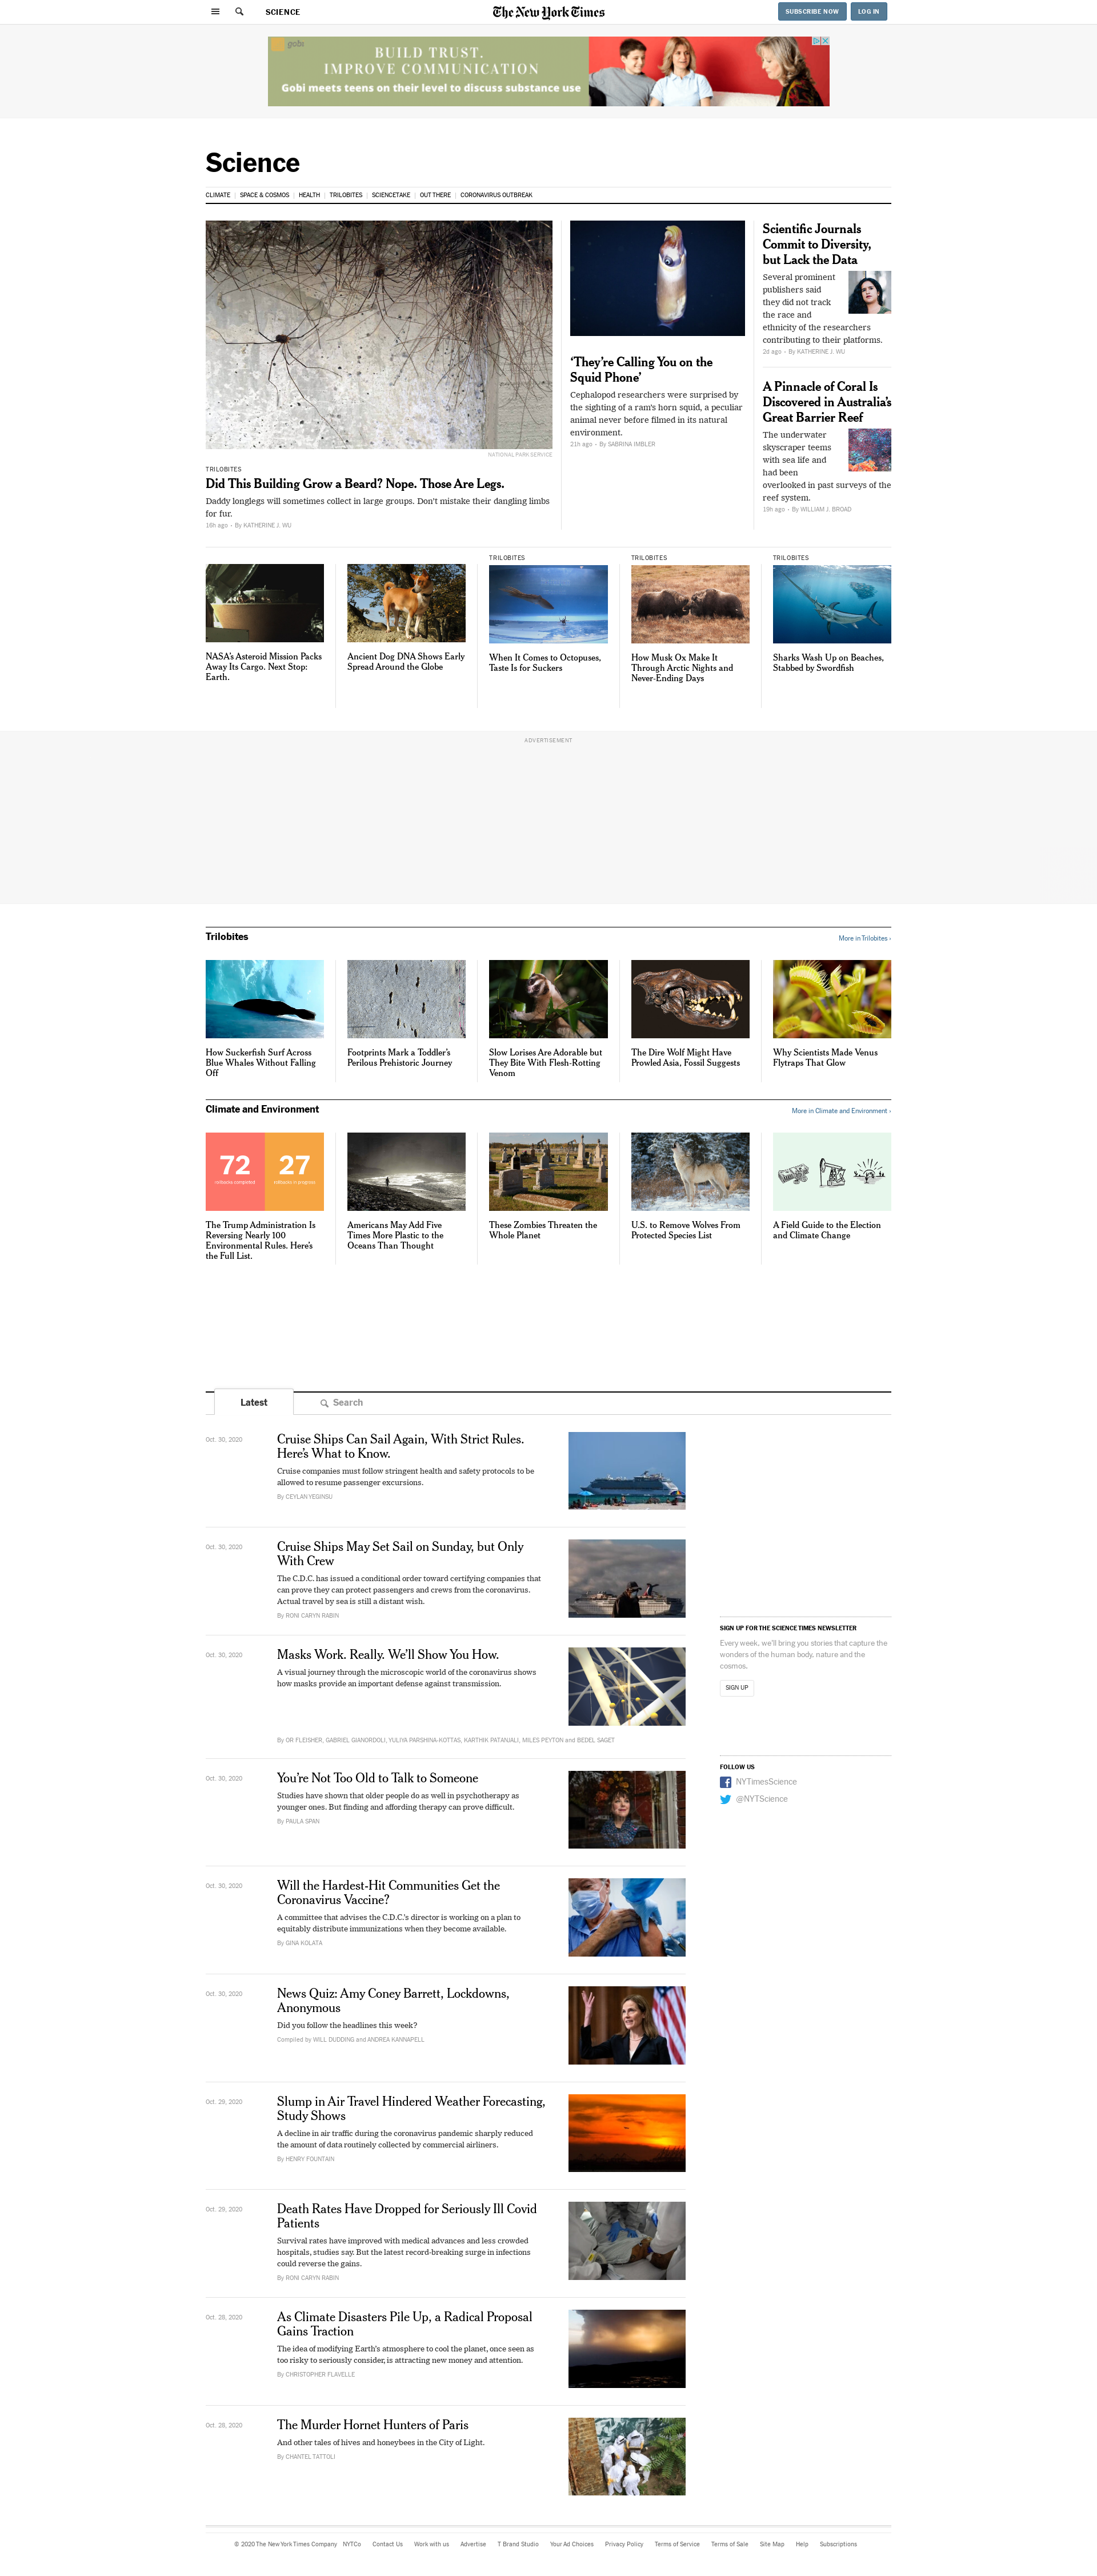 SCIENCE
The New York Times
SUBSCRIBE NOW
LOG IN
gobi
BUILD TRUST.
IMPROVE COMMUNICATION
Gobi meets teens on their level to discuss substance use
Science
CLIMATE
SPACE & COSMOS
HEALTH
TRILOBITES
SCIENCETAKE
OUT THERE
CORONAVIRUS OUTBREAK
NATIONAL PARK SERVICE
TRILOBITES
Did This Building Grow a Beard? Nope. Those Are Legs.
Daddy longlegs will sometimes collect in large groups. Don't mistake their dangling limbs
for fur.
16h ago • By KATHERINE J. WU
‘They’re Calling You on the
Squid Phone’
Cephalopod researchers were surprised by
the sighting of a ram's horn squid, a peculiar
animal never before filmed in its natural
environment.
21h ago • By SABRINA IMBLER
Scientific Journals
Commit to Diversity,
but Lack the Data
Several prominent
publishers said
they did not track
the race and
ethnicity of the researchers
contributing to their platforms.
2d ago • By KATHERINE J. WU
A Pinnacle of Coral Is
Discovered in Australia’s
Great Barrier Reef
The underwater
skyscraper teems
with sea life and
had been
overlooked in past surveys of the
reef system.
19h ago • By WILLIAM J. BROAD
NASA’s Asteroid Mission Packs
Away Its Cargo. Next Stop:
Earth.
Ancient Dog DNA Shows Early
Spread Around the Globe
TRILOBITES
When It Comes to Octopuses,
Taste Is for Suckers
TRILOBITES
How Musk Ox Make It
Through Arctic Nights and
Never-Ending Days
TRILOBITES
Sharks Wash Up on Beaches,
Stabbed by Swordfish
ADVERTISEMENT
Trilobites
More in Trilobites ›
How Suckerfish Surf Across
Blue Whales Without Falling
Off
Footprints Mark a Toddler’s
Perilous Prehistoric Journey
Slow Lorises Are Adorable but
They Bite With Flesh-Rotting
Venom
The Dire Wolf Might Have
Prowled Asia, Fossil Suggests
Why Scientists Made Venus
Flytraps That Glow
Climate and Environment
More in Climate and Environment ›
72
rollbacks completed
27
rollbacks in progress
The Trump Administration Is
Reversing Nearly 100
Environmental Rules. Here’s
the Full List.
Americans May Add Five
Times More Plastic to the
Oceans Than Thought
These Zombies Threaten the
Whole Planet
U.S. to Remove Wolves From
Protected Species List
A Field Guide to the Election
and Climate Change
Latest
Search
Oct. 30, 2020
Cruise Ships Can Sail Again, With Strict Rules.
Here’s What to Know.
Cruise companies must follow stringent health and safety protocols to be
allowed to resume passenger excursions.
By CEYLAN YEGINSU
Oct. 30, 2020
Cruise Ships May Set Sail on Sunday, but Only
With Crew
The C.D.C. has issued a conditional order toward certifying companies that
can prove they can protect passengers and crews from the coronavirus.
Actual travel by sea is still a distant wish.
By RONI CARYN RABIN
Oct. 30, 2020
Masks Work. Really. We’ll Show You How.
A visual journey through the microscopic world of the coronavirus shows
how masks provide an important defense against transmission.
By OR FLEISHER, GABRIEL GIANORDOLI, YULIYA PARSHINA-KOTTAS, KARTHIK PATANJALI, MILES PEYTON and BEDEL SAGET
Oct. 30, 2020
You’re Not Too Old to Talk to Someone
Studies have shown that older people do as well in psychotherapy as
younger ones. But finding and affording therapy can prove difficult.
By PAULA SPAN
Oct. 30, 2020
Will the Hardest-Hit Communities Get the
Coronavirus Vaccine?
A committee that advises the C.D.C.’s director is working on a plan to
equitably distribute immunizations when they become available.
By GINA KOLATA
Oct. 30, 2020
News Quiz: Amy Coney Barrett, Lockdowns,
Anonymous
Did you follow the headlines this week?
Compiled by WILL DUDDING and ANDREA KANNAPELL
Oct. 29, 2020
Slump in Air Travel Hindered Weather Forecasting,
Study Shows
A decline in air traffic during the coronavirus pandemic sharply reduced
the amount of data routinely collected by commercial airliners.
By HENRY FOUNTAIN
Oct. 29, 2020
Death Rates Have Dropped for Seriously Ill Covid
Patients
Survival rates have improved with medical advances and less crowded
hospitals, studies say. But the latest record-breaking surge in infections
could reverse the gains.
By RONI CARYN RABIN
Oct. 28, 2020
As Climate Disasters Pile Up, a Radical Proposal
Gains Traction
The idea of modifying Earth’s atmosphere to cool the planet, once seen as
too risky to seriously consider, is attracting new money and attention.
By CHRISTOPHER FLAVELLE
Oct. 28, 2020
The Murder Hornet Hunters of Paris
And other tales of hives and honeybees in the City of Light.
By CHANTEL TATTOLI
SIGN UP FOR THE SCIENCE TIMES NEWSLETTER
Every week, we'll bring you stories that capture the
wonders of the human body, nature and the
cosmos.
SIGN UP
FOLLOW US
NYTimesScience
@NYTScience
© 2020 The New York Times Company
NYTCo
Contact Us
Work with us
Advertise
T Brand Studio
Your Ad Choices
Privacy Policy
Terms of Service
Terms of Sale
Site Map
Help
Subscriptions